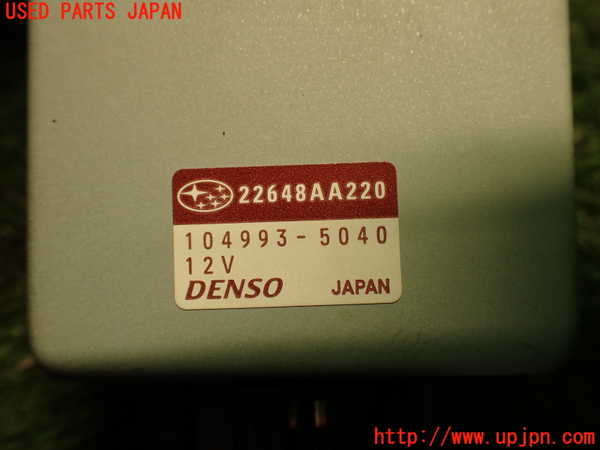 USED PARTS JAPAN
22648AA220
104993-5040
12V
DENSO JAPAN
http://www.upjpn.com/